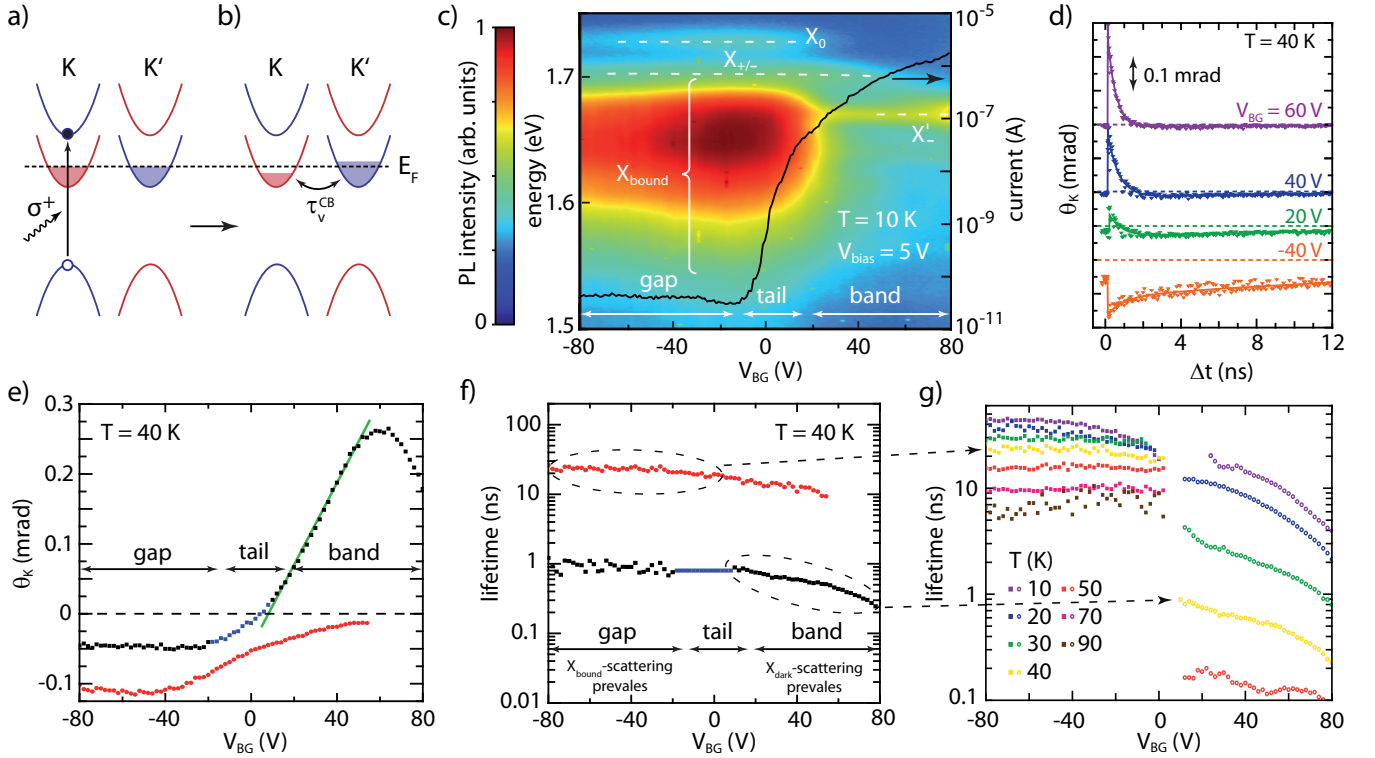 a)
b)
K
K'
K
K'
E_F
σ⁺
τ_v^CB
c)
PL intensity (arb. units)
1
0
energy (eV)
1.7
1.6
1.5
X₀
X₊/₋
X'₋
X_bound
T = 10 K
V_bias = 5 V
gap
tail
band
-80
-40
0
40
80
V_BG (V)
10⁻⁵
10⁻⁷
10⁻⁹
10⁻¹¹
current (A)
d)
T = 40 K
0.1 mrad
V_BG = 60 V
40 V
20 V
-40 V
θ_K (mrad)
0
4
8
12
Δt (ns)
e)
T = 40 K
θ_K (mrad)
0.3
0.2
0.1
0
-0.1
gap
tail
band
-80
-40
0
40
80
V_BG (V)
f)
T = 40 K
lifetime (ns)
100
10
1
0.1
0.01
gap
tail
band
X_bound-scattering
prevales
X_dark-scattering
prevales
-80
-40
0
40
80
V_BG (V)
g)
lifetime (ns)
10
1
0.1
T (K)
10
50
20
70
30
90
40
-80
-40
0
40
80
V_BG (V)